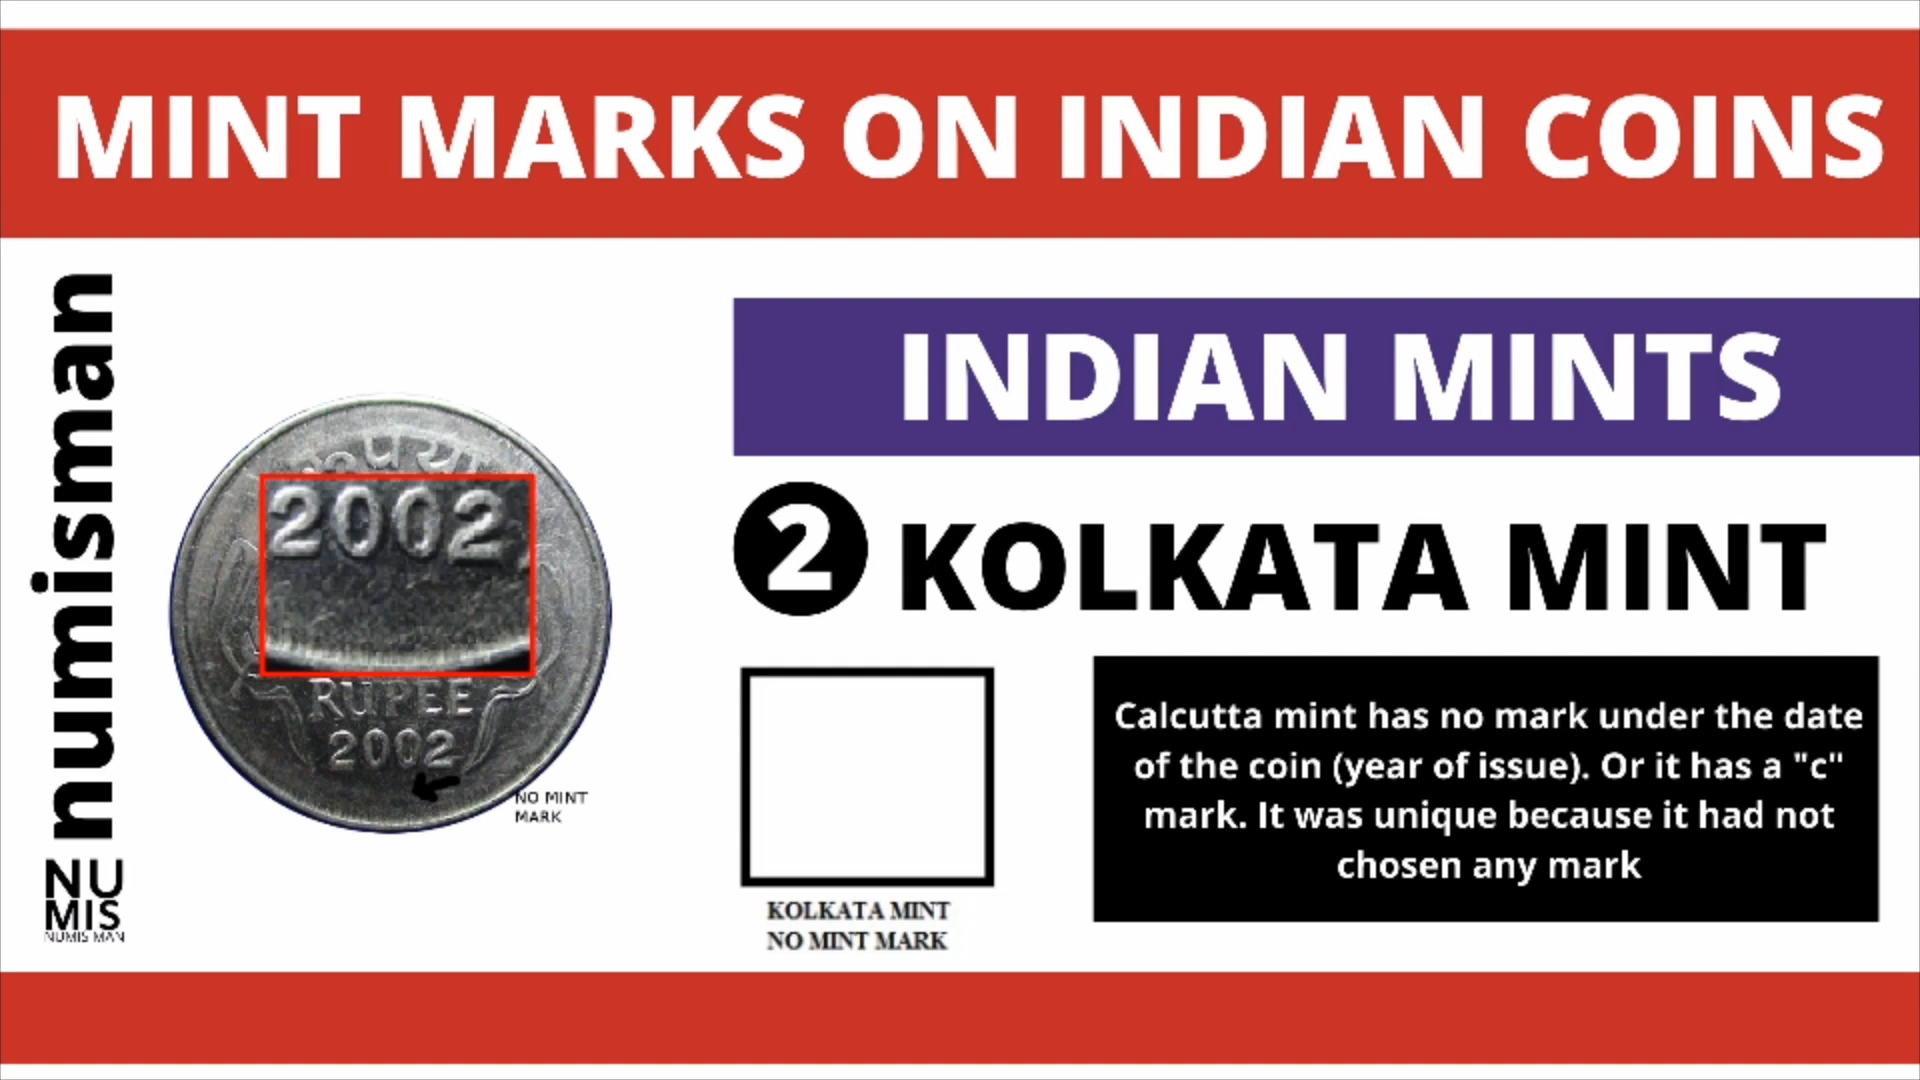 MINT MARKS ON INDIAN COINS
numisman
NU
MIS
NUMIS MAN
रुपया
2002
RUPEE
2002
NO MINT
MARK
INDIAN MINTS
2 KOLKATA MINT
KOLKATA MINT
NO MINT MARK
Calcutta mint has no mark under the date
of the coin (year of issue). Or it has a "c"
mark. It was unique because it had not
chosen any mark